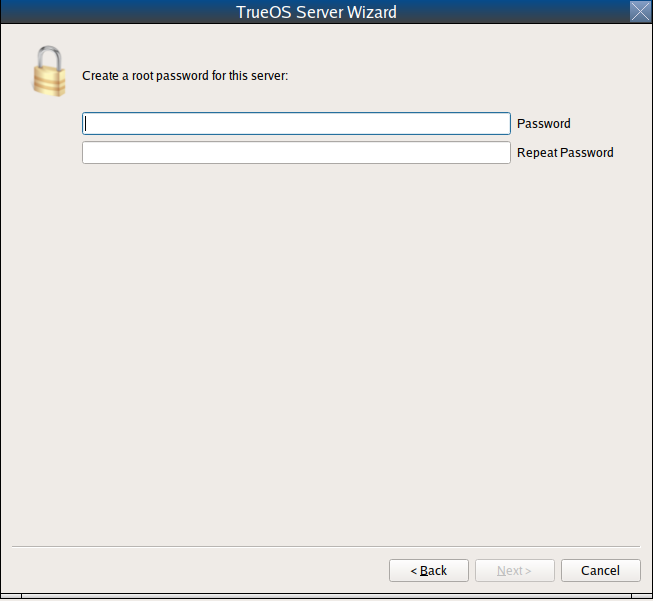 TrueOS Server Wizard
Create a root password for this server:
Password
Repeat Password
< Back
Next >
Cancel